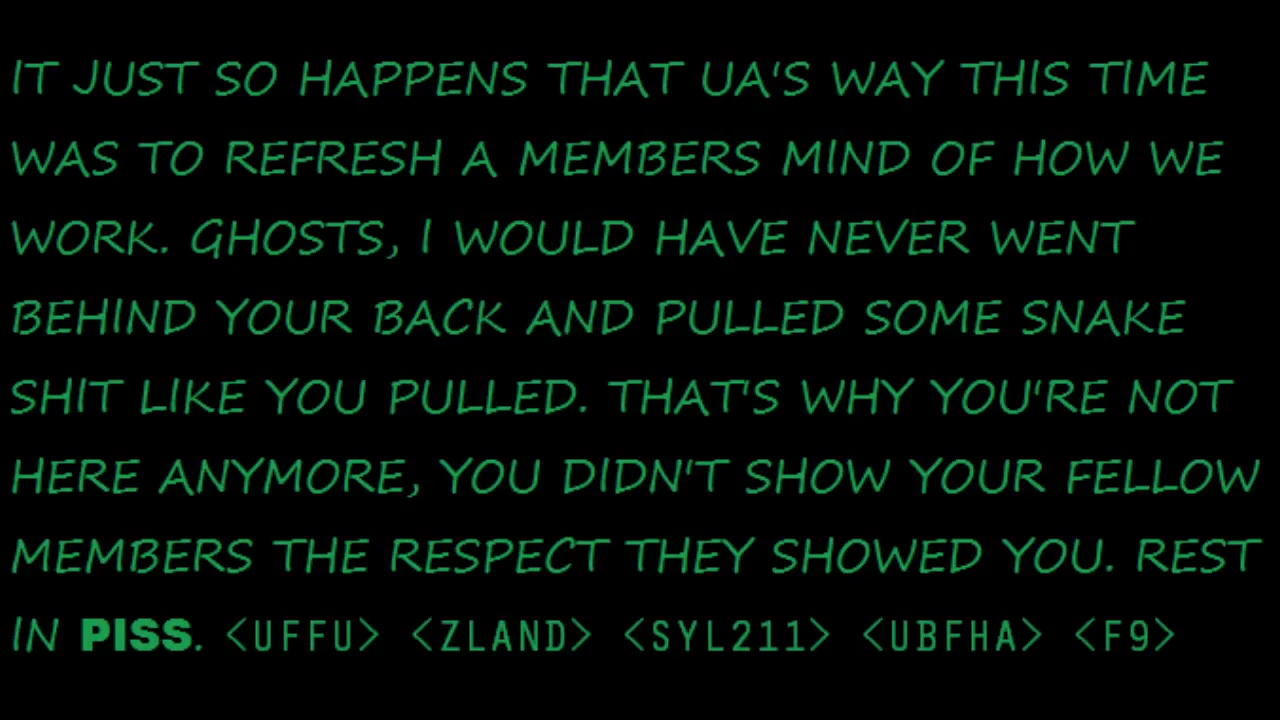 IT JUST SO HAPPENS THAT UA'S WAY THIS TIME
WAS TO REFRESH A MEMBERS MIND OF HOW WE
WORK. GHOSTS, I WOULD HAVE NEVER WENT
BEHIND YOUR BACK AND PULLED SOME SNAKE
SHIT LIKE YOU PULLED. THAT'S WHY YOU'RE NOT
HERE ANYMORE, YOU DIDN'T SHOW YOUR FELLOW
MEMBERS THE RESPECT THEY SHOWED YOU. REST
IN PISS. <UFFU> <ZLAND> <SYL211> <UBFHA> <F9>